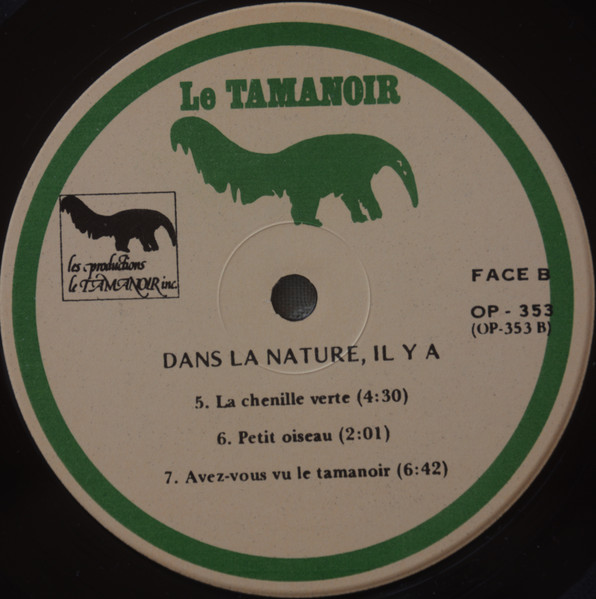 Le TAMANOIR
les productions
le TAMANOIR inc.
FACE B
OP - 353
(OP-353 B)
DANS LA NATURE, IL Y A
5. La chenille verte (4:30)
6. Petit oiseau (2:01)
7. Avez-vous vu le tamanoir (6:42)